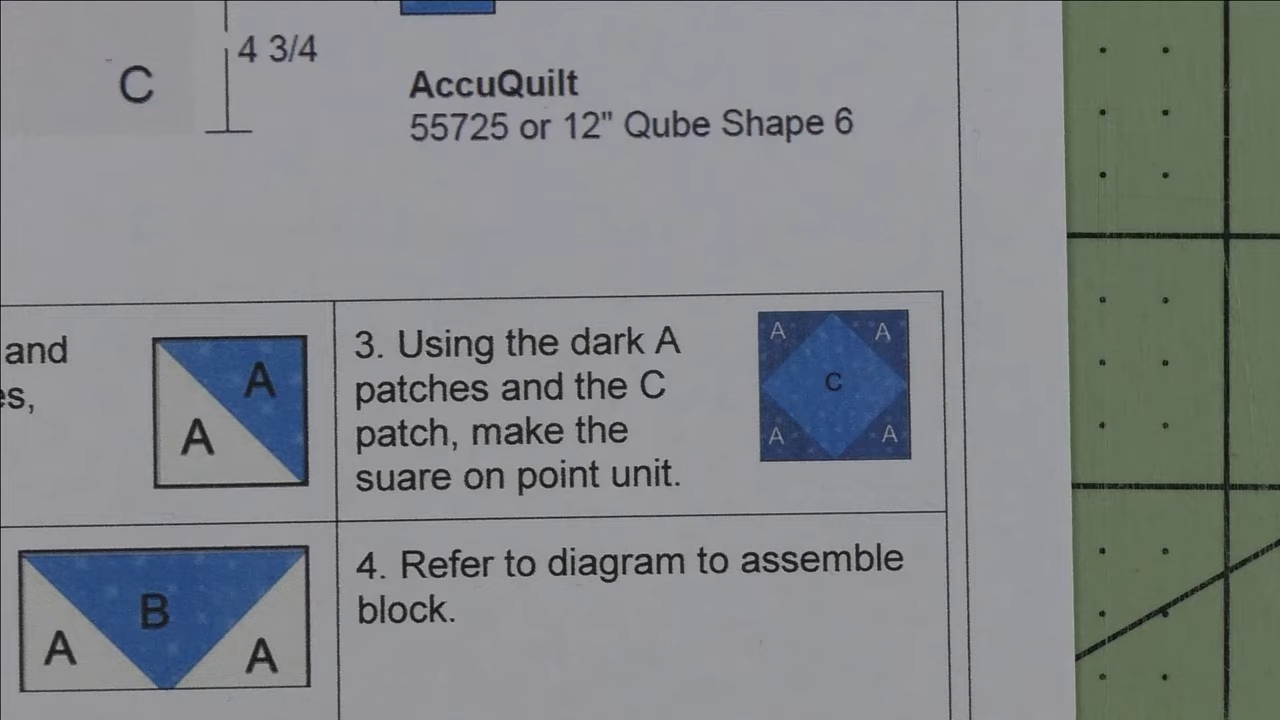 4 3/4
C
AccuQuilt
55725 or 12" Qube Shape 6
and
es,
A
A
3. Using the dark A
patches and the C
patch, make the
suare on point unit.
A
A
C
A
A
B
A
A
4. Refer to diagram to assemble
block.